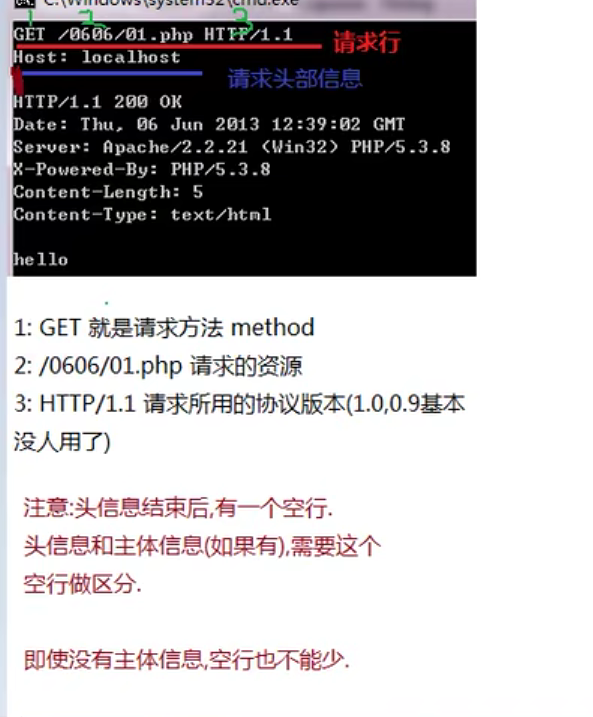 C:\Windows\system32\cmd.exe
1 2 3
GET /0606/01.php HTTP/1.1 请求行
Host: localhost
请求头部信息
HTTP/1.1 200 OK
Date: Thu, 06 Jun 2013 12:39:02 GMT
Server: Apache/2.2.21 (Win32) PHP/5.3.8
X-Powered-By: PHP/5.3.8
Content-Length: 5
Content-Type: text/html
hello
1: GET 就是请求方法 method
2: /0606/01.php 请求的资源
3: HTTP/1.1 请求所用的协议版本(1.0,0.9基本
没人用了)
注意:头信息结束后,有一个空行.
头信息和主体信息(如果有),需要这个
空行做区分.
即使没有主体信息,空行也不能少.